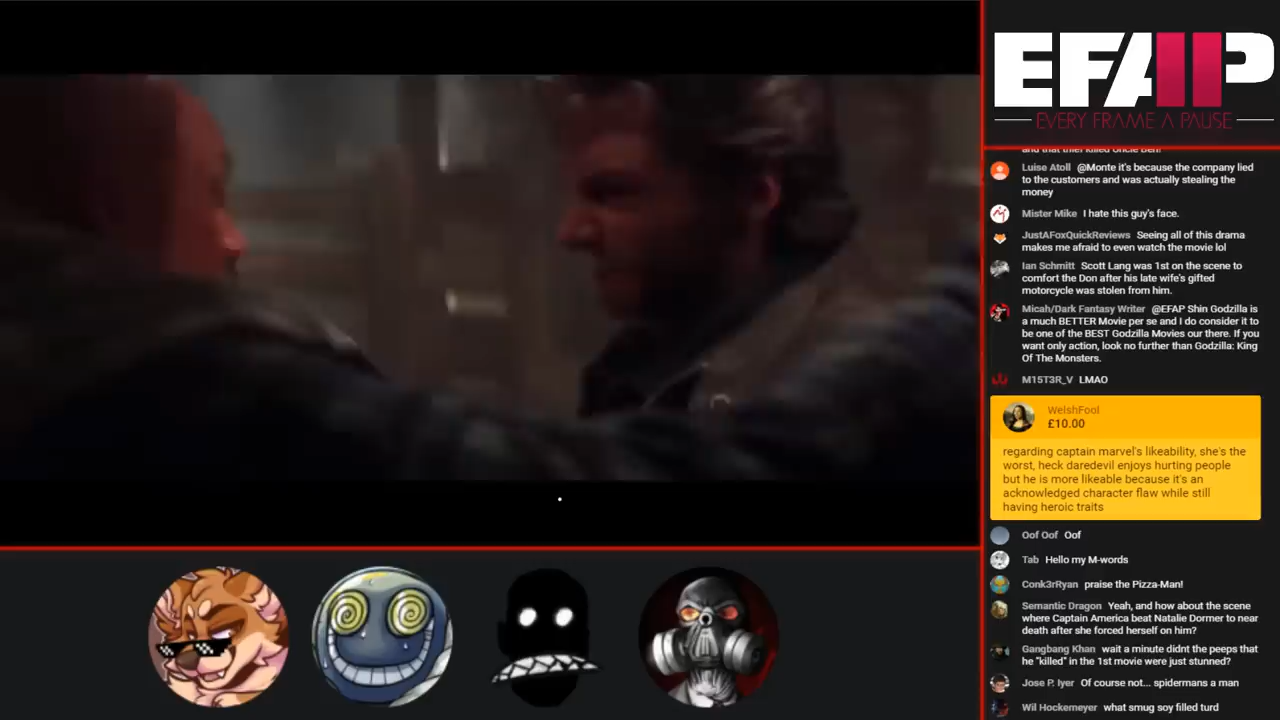 EFAP
EVERY FRAME A PAUSE
and that thief killed Uncle Ben!
Luise Atoll @Monte it's because the company lied
to the customers and was actually stealing the
money
Mister Mike I hate this guy's face.
JustAFoxQuickReviews Seeing all of this drama
makes me afraid to even watch the movie lol
Ian Schmitt Scott Lang was 1st on the scene to
comfort the Don after his late wife's gifted
motorcycle was stolen from him.
Micah/Dark Fantasy Writer @EFAP Shin Godzilla is
a much BETTER Movie per se and I do consider it to
be one of the BEST Godzilla Movies our there. If you
want only action, look no further than Godzilla: King
Of The Monsters.
M15T3R_V LMAO
WelshFool
£10.00
regarding captain marvel's likeability, she's the
worst, heck daredevil enjoys hurting people
but he is more likeable because it's an
acknowledged character flaw while still
having heroic traits
Oof Oof Oof
Tab Hello my M-words
Conk3rRyan praise the Pizza-Man!
Semantic Dragon Yeah, and how about the scene
where Captain America beat Natalie Dormer to near
death after she forced herself on him?
Gangbang Khan wait a minute didnt the peeps that
he "killed" in the 1st movie were just stunned?
Jose P. Iyer Of course not... spidermans a man
Wil Hockemeyer what smug soy filled turd